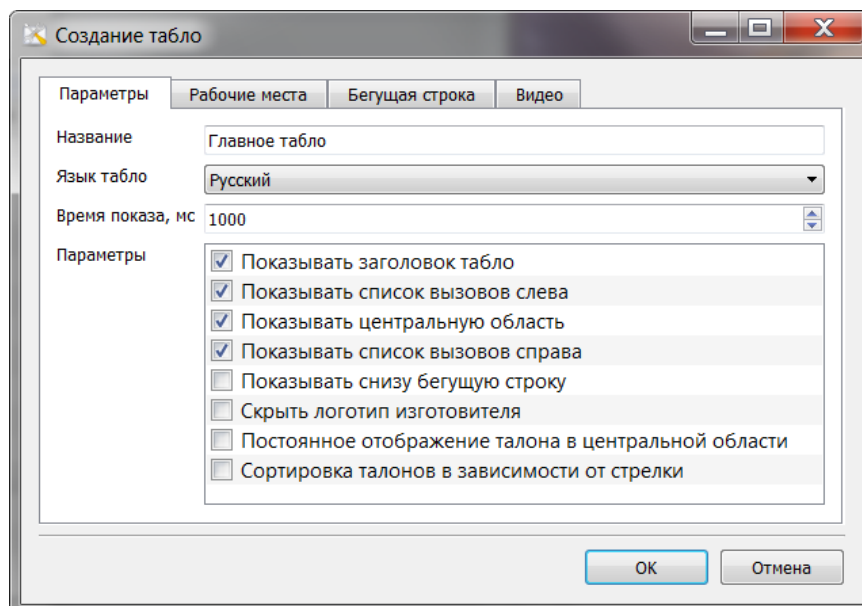 Создание табло
Параметры Рабочие места Бегущая строка Видео
Название Главное табло
Язык табло Русский
Время показа, мс 1000
Параметры
Показывать заголовок табло
Показывать список вызовов слева
Показывать центральную область
Показывать список вызовов справа
Показывать снизу бегущую строку
Скрыть логотип изготовителя
Постоянное отображение талона в центральной области
Сортировка талонов в зависимости от стрелки
OK Отмена